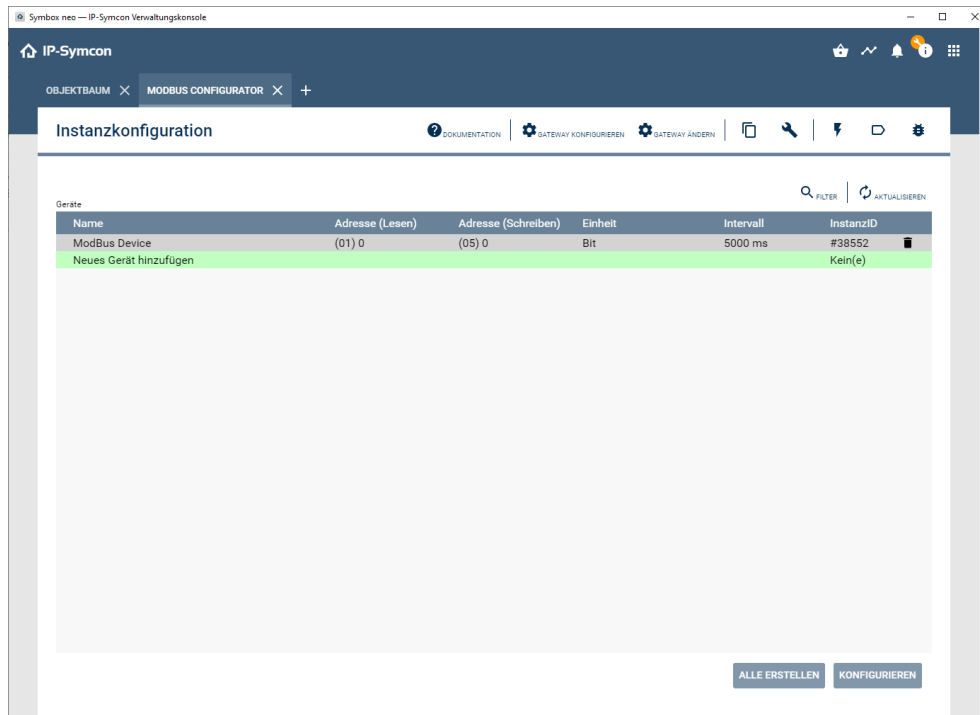 Symbox neo — IP-Symcon Verwaltungskonsole
IP-Symcon
OBJEKTBAUM MODBUS CONFIGURATOR
Instanzkonfiguration DOKUMENTATION GATEWAY KONFIGURIEREN GATEWAY ÄNDERN
FILTER AKTUALISIEREN
Geräte
Name Adresse (Lesen) Adresse (Schreiben) Einheit Intervall InstanzID
ModBus Device (01) 0 (05) 0 Bit 5000 ms #38552
Neues Gerät hinzufügen Kein(e)
ALLE ERSTELLEN KONFIGURIEREN